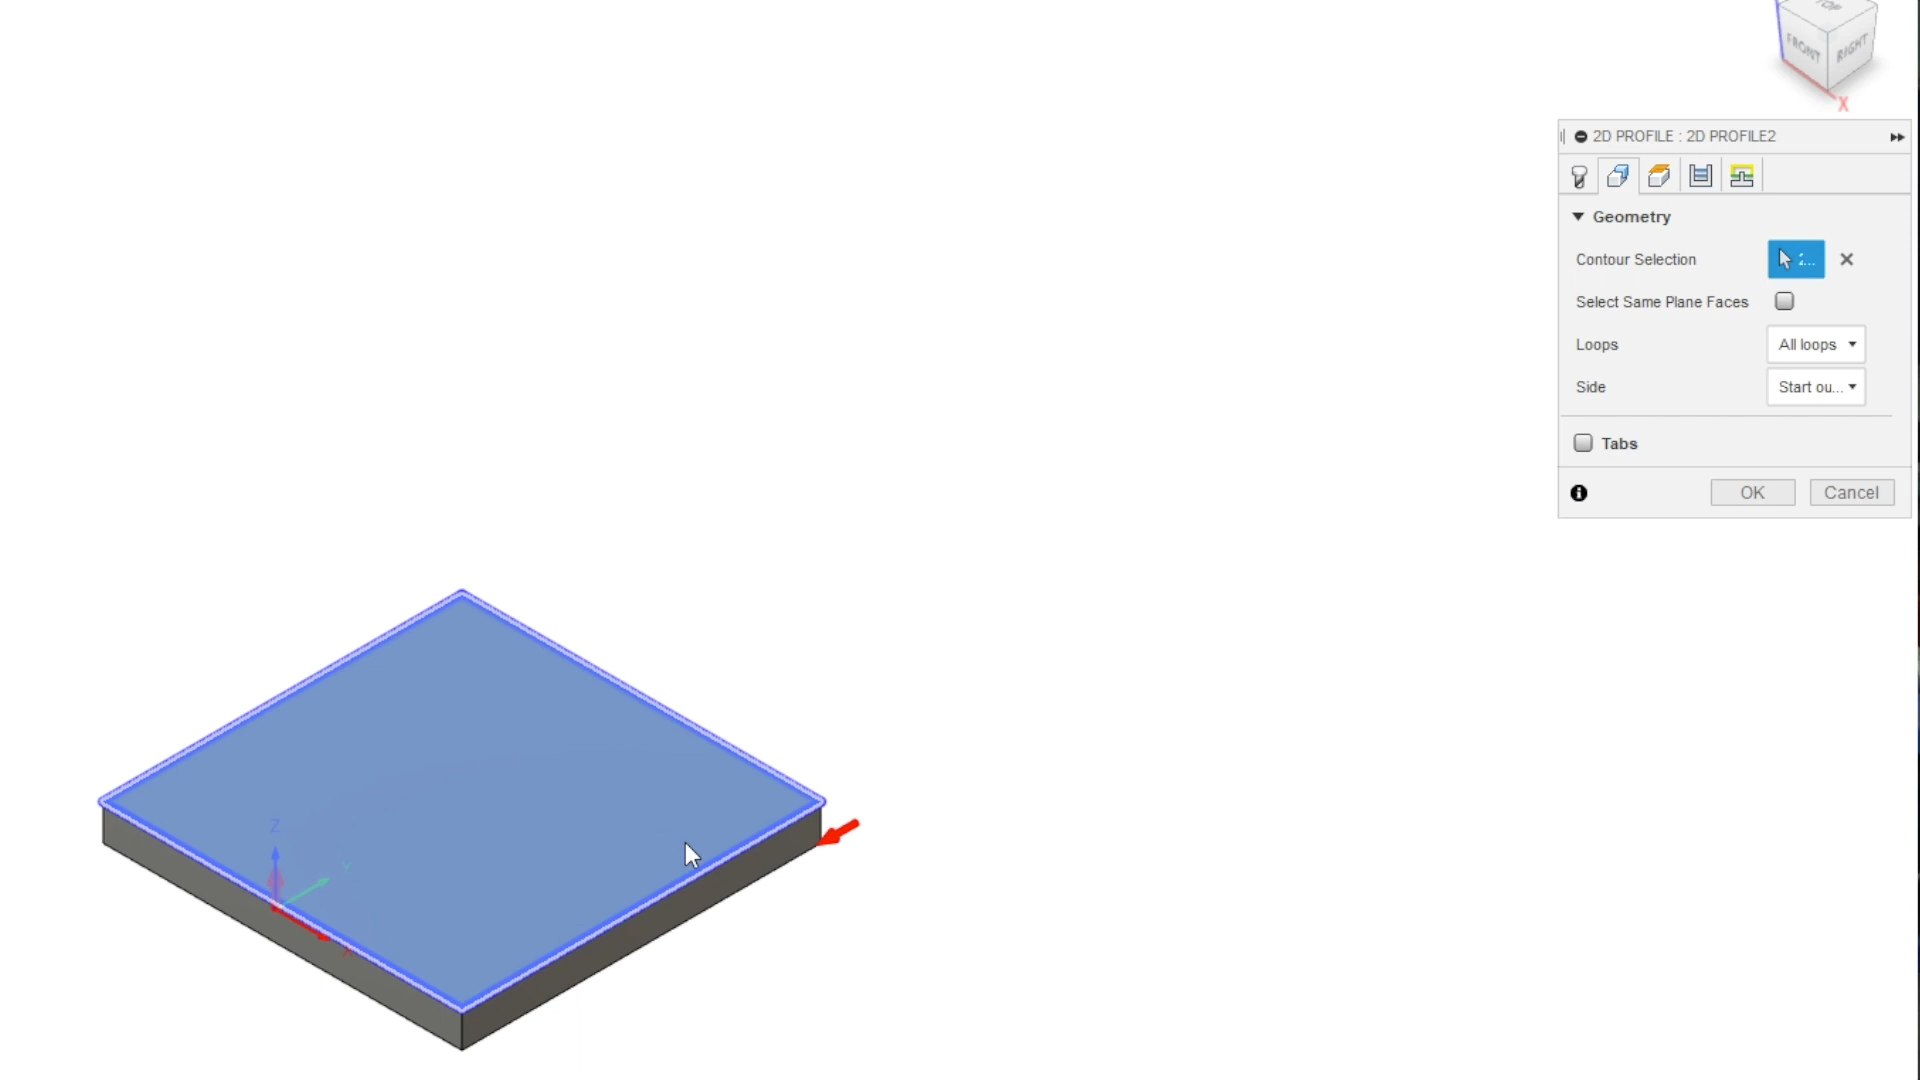 TOP
FRONT
RIGHT
X
2D PROFILE : 2D PROFILE2
Geometry
Contour Selection
Select Same Plane Faces
Loops
All loops
Side
Start ou...
Tabs
OK
Cancel
Z
Y
X